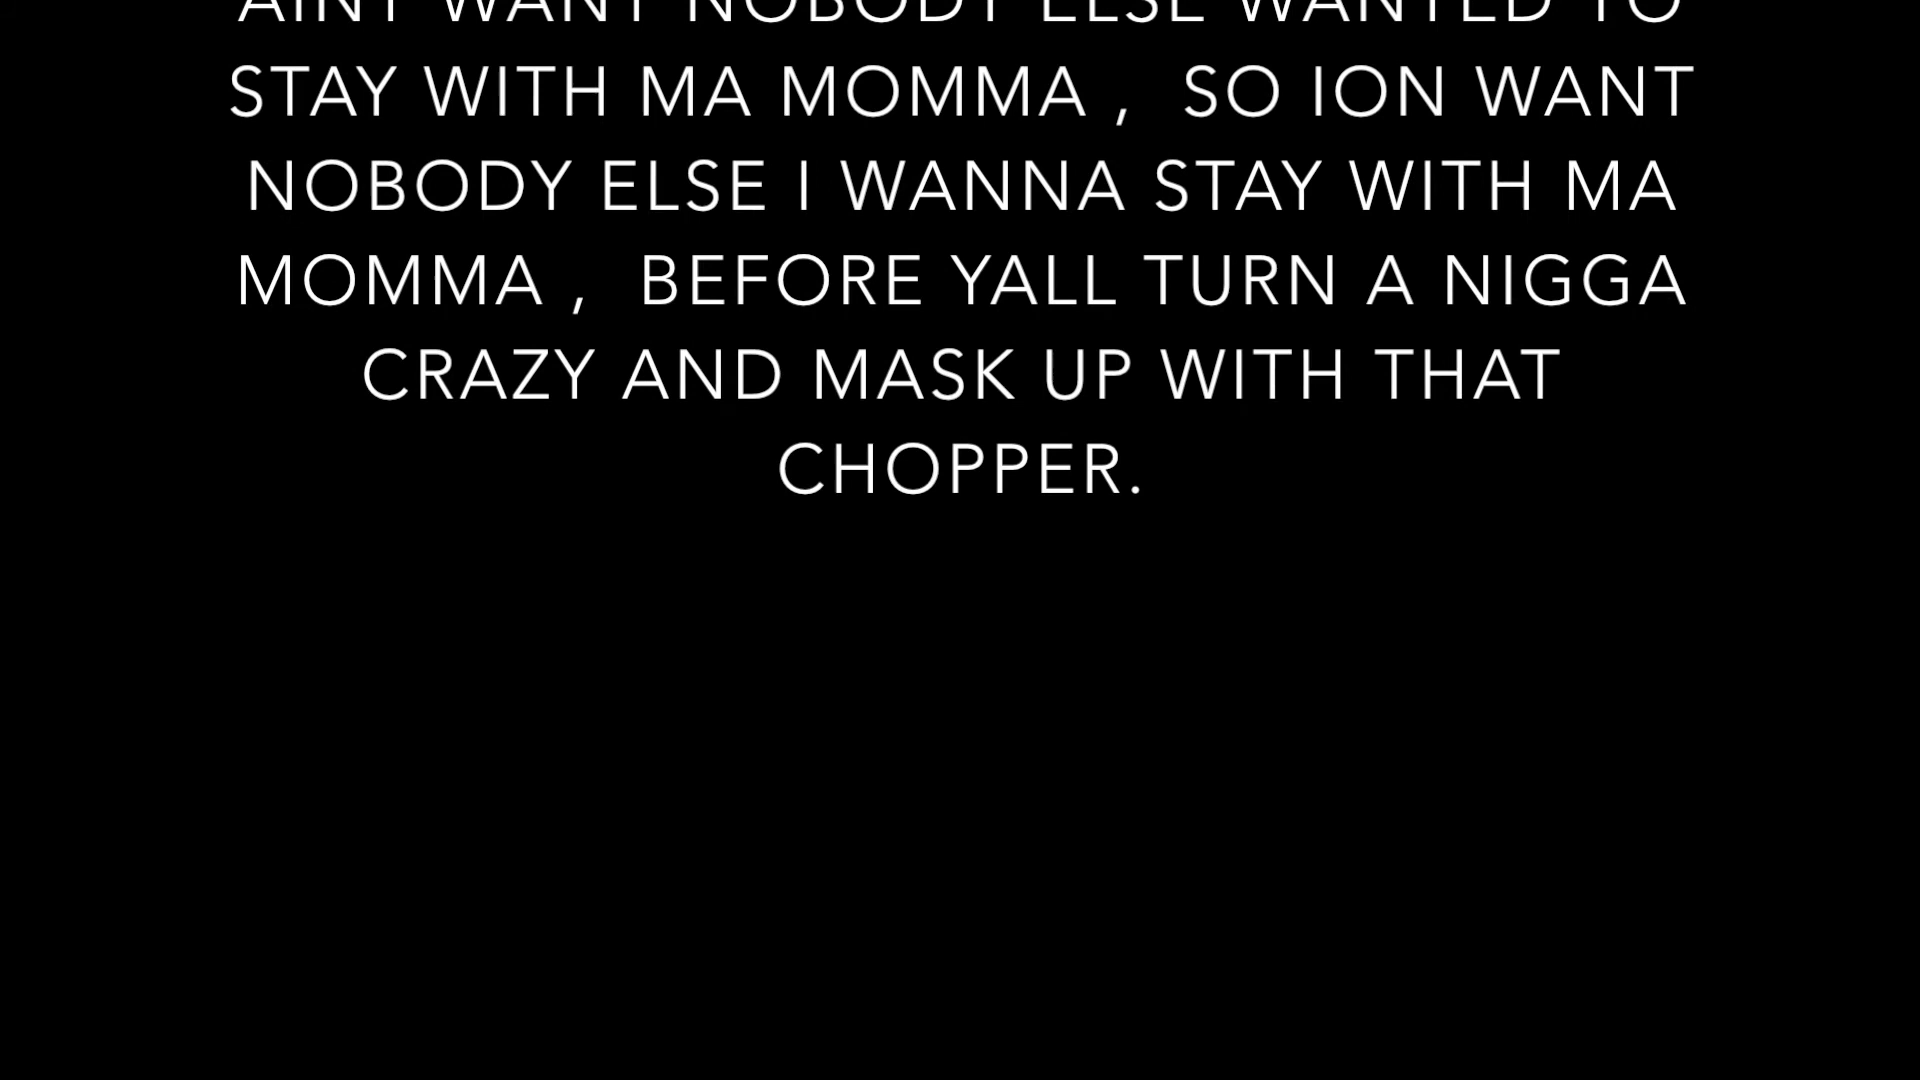 AINT WANT NOBODY ELSE WANTED TO
STAY WITH MA MOMMA , SO ION WANT
NOBODY ELSE I WANNA STAY WITH MA
MOMMA , BEFORE YALL TURN A NIGGA
CRAZY AND MASK UP WITH THAT
CHOPPER.